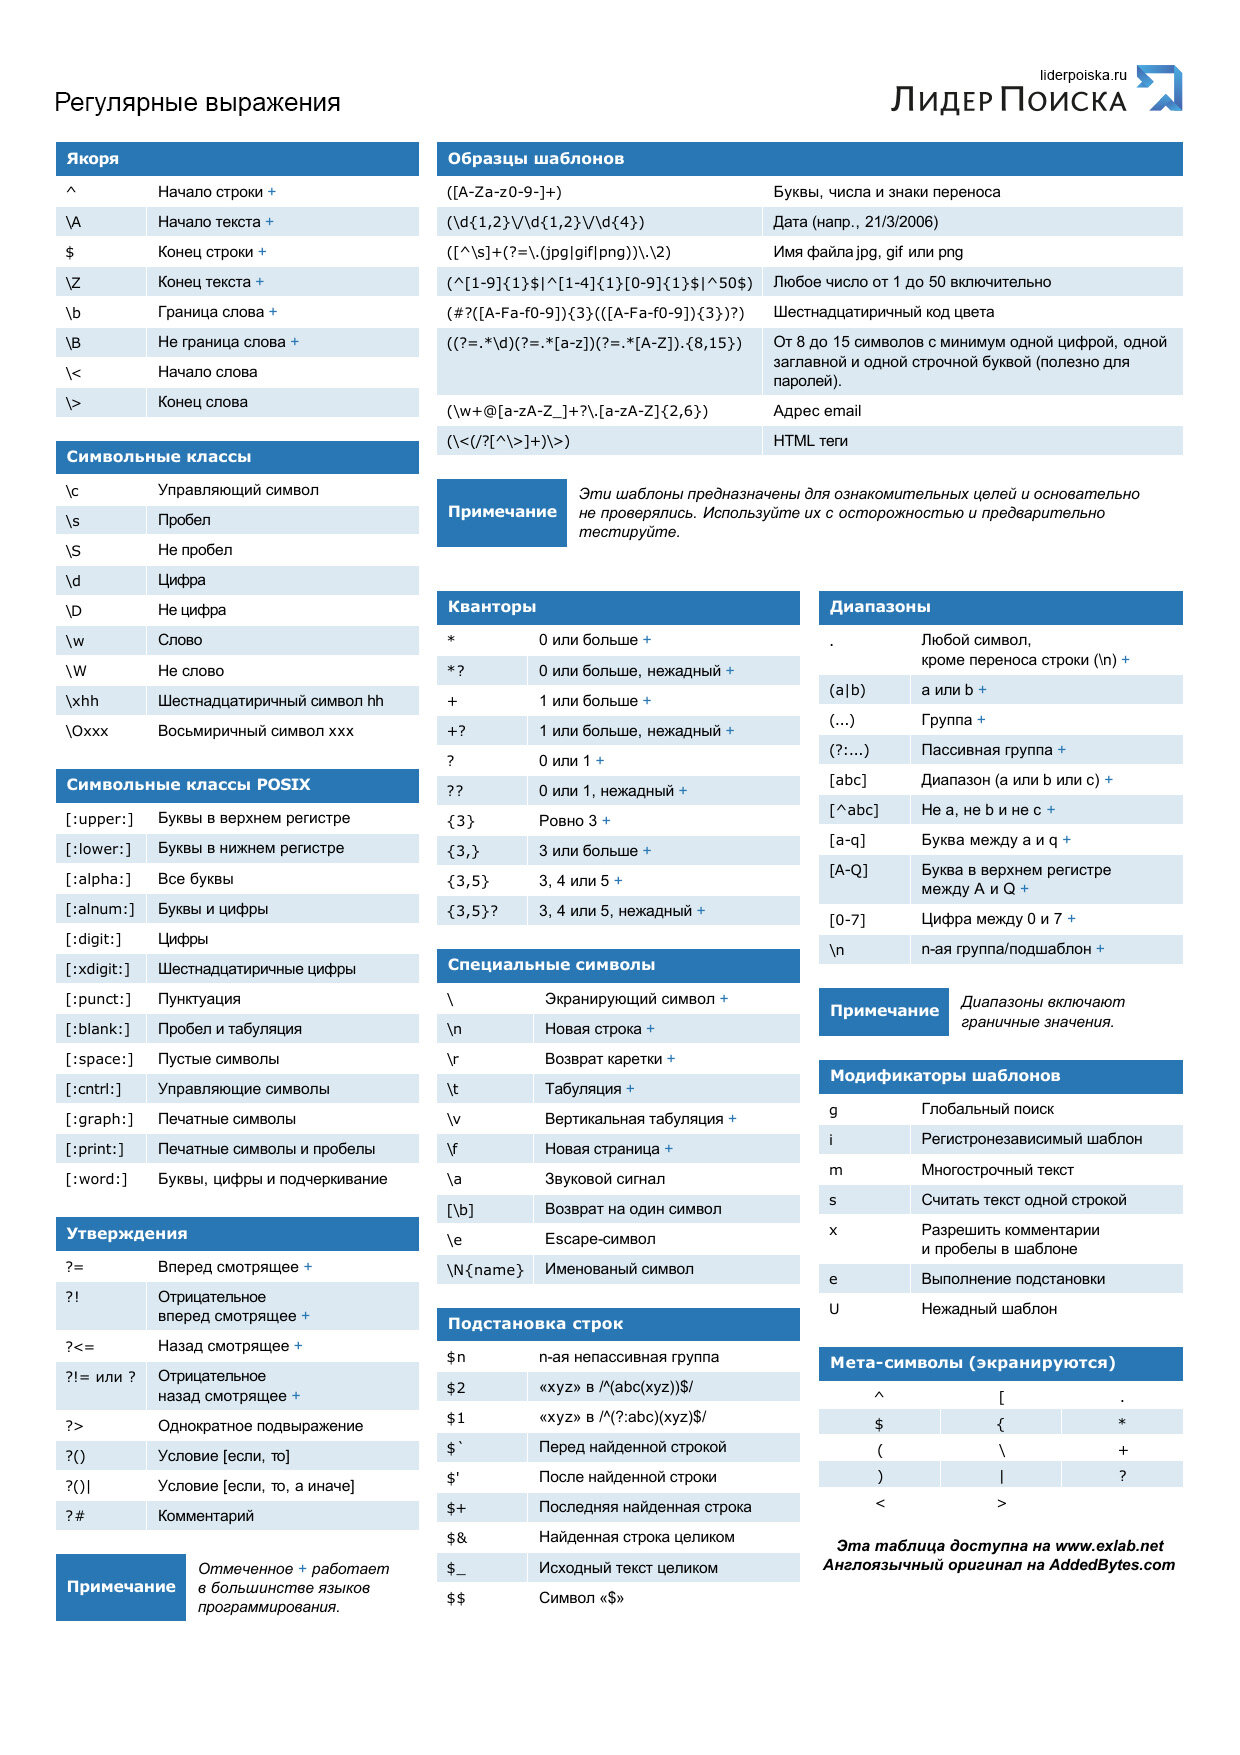 liderpoiska.ru
Регулярные выражения
ЛИДЕР ПОИСКА
Якоря
^ Начало строки +
\A Начало текста +
$ Конец строки +
\Z Конец текста +
\b Граница слова +
\B Не граница слова +
\< Начало слова
\> Конец слова
Символьные классы
\c Управляющий символ
\s Пробел
\S Не пробел
\d Цифра
\D Не цифра
\w Слово
\W Не слово
\xhh Шестнадцатиричный символ hh
\Oxxx Восьмиричный символ xxx
Символьные классы POSIX
[:upper:] Буквы в верхнем регистре
[:lower:] Буквы в нижнем регистре
[:alpha:] Все буквы
[:alnum:] Буквы и цифры
[:digit:] Цифры
[:xdigit:] Шестнадцатиричные цифры
[:punct:] Пунктуация
[:blank:] Пробел и табуляция
[:space:] Пустые символы
[:cntrl:] Управляющие символы
[:graph:] Печатные символы
[:print:] Печатные символы и пробелы
[:word:] Буквы, цифры и подчеркивание
Утверждения
?= Вперед смотрящее +
?! Отрицательное
вперед смотрящее +
?<= Назад смотрящее +
?!= или ? Отрицательное
назад смотрящее +
?> Однократное подвыражение
?() Условие [если, то]
?()| Условие [если, то, а иначе]
?# Комментарий
Примечание
Отмеченное + работает
в большинстве языков
программирования.
Образцы шаблонов
([A-Za-z0-9-]+) Буквы, числа и знаки переноса
(\d{1,2}\/\d{1,2}\/\d{4}) Дата (напр., 21/3/2006)
([^\s]+(?=\.(jpg|gif|png))\.\2) Имя файла jpg, gif или png
(^[1-9]{1}$|^[1-4]{1}[0-9]{1}$|^50$) Любое число от 1 до 50 включительно
(#?([A-Fa-f0-9]){3}(([A-Fa-f0-9]){3})?) Шестнадцатиричный код цвета
((?=.*\d)(?=.*[a-z])(?=.*[A-Z]).{8,15}) От 8 до 15 символов с минимум одной цифрой, одной
заглавной и одной строчной буквой (полезно для
паролей).
(\w+@[a-zA-Z_]+?\.[a-zA-Z]{2,6}) Адрес email
(\<(/?[^\>]+)\>) HTML теги
Примечание
Эти шаблоны предназначены для ознакомительных целей и основательно
не проверялись. Используйте их с осторожностью и предварительно
тестируйте.
Кванторы
* 0 или больше +
*? 0 или больше, нежадный +
+ 1 или больше +
+? 1 или больше, нежадный +
? 0 или 1 +
?? 0 или 1, нежадный +
{3} Ровно 3 +
{3,} 3 или больше +
{3,5} 3, 4 или 5 +
{3,5}? 3, 4 или 5, нежадный +
Специальные символы
\ Экранирующий символ +
\n Новая строка +
\r Возврат каретки +
\t Табуляция +
\v Вертикальная табуляция +
\f Новая страница +
\a Звуковой сигнал
[\b] Возврат на один символ
\e Escape-символ
\N{name} Именованый символ
Подстановка строк
$n n-ая непассивная группа
$2 «xyz» в /^(abc(xyz))$/
$1 «xyz» в /^(?:abc)(xyz)$/
$` Перед найденной строкой
$' После найденной строки
$+ Последняя найденная строка
$& Найденная строка целиком
$_ Исходный текст целиком
$$ Символ «$»
Диапазоны
. Любой символ,
кроме переноса строки (\n) +
(a|b) a или b +
(...) Группа +
(?:...) Пассивная группа +
[abc] Диапазон (a или b или c) +
[^abc] Не a, не b и не c +
[a-q] Буква между a и q +
[A-Q] Буква в верхнем регистре
между A и Q +
[0-7] Цифра между 0 и 7 +
\n n-ая группа/подшаблон +
Примечание
Диапазоны включают
граничные значения.
Модификаторы шаблонов
g Глобальный поиск
i Регистронезависимый шаблон
m Многострочный текст
s Считать текст одной строкой
x Разрешить комментарии
и пробелы в шаблоне
e Выполнение подстановки
U Нежадный шаблон
Мета-символы (экранируются)
^ [ .
$ { *
( \ +
) | ?
< >
Эта таблица доступна на www.exlab.net
Англоязычный оригинал на AddedBytes.com